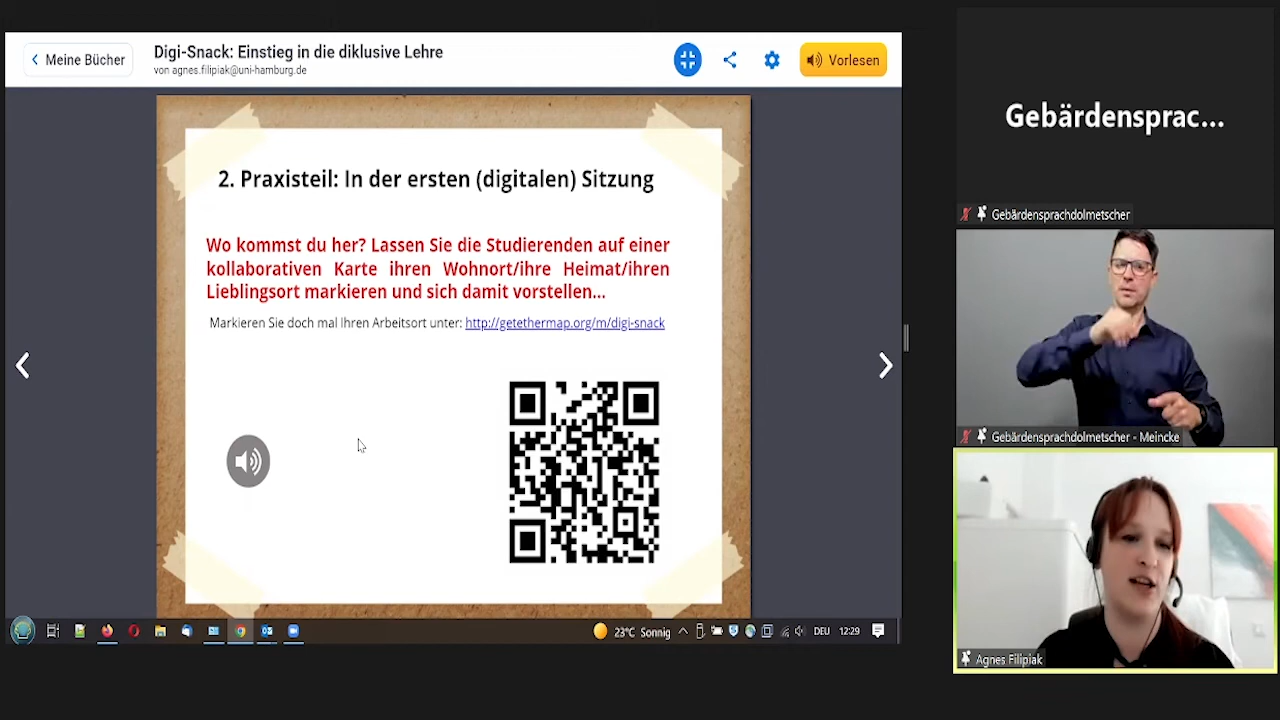 Meine Bücher
Digi-Snack: Einstieg in die diklusive Lehre
von agnes.filipiak@uni-hamburg.de
Vorlesen
2. Praxisteil: In der ersten (digitalen) Sitzung
Wo kommst du her? Lassen Sie die Studierenden auf einer
kollaborativen Karte ihren Wohnort/ihre Heimat/ihren
Lieblingsort markieren und sich damit vorstellen...
Markieren Sie doch mal Ihren Arbeitsort unter: http://getethermap.org/m/digi-snack
23°C Sonnig
DEU
12:29
Gebärdensprac...
Gebärdensprachdolmetscher
Gebärdensprachdolmetscher - Meincke
Agnes Filipiak